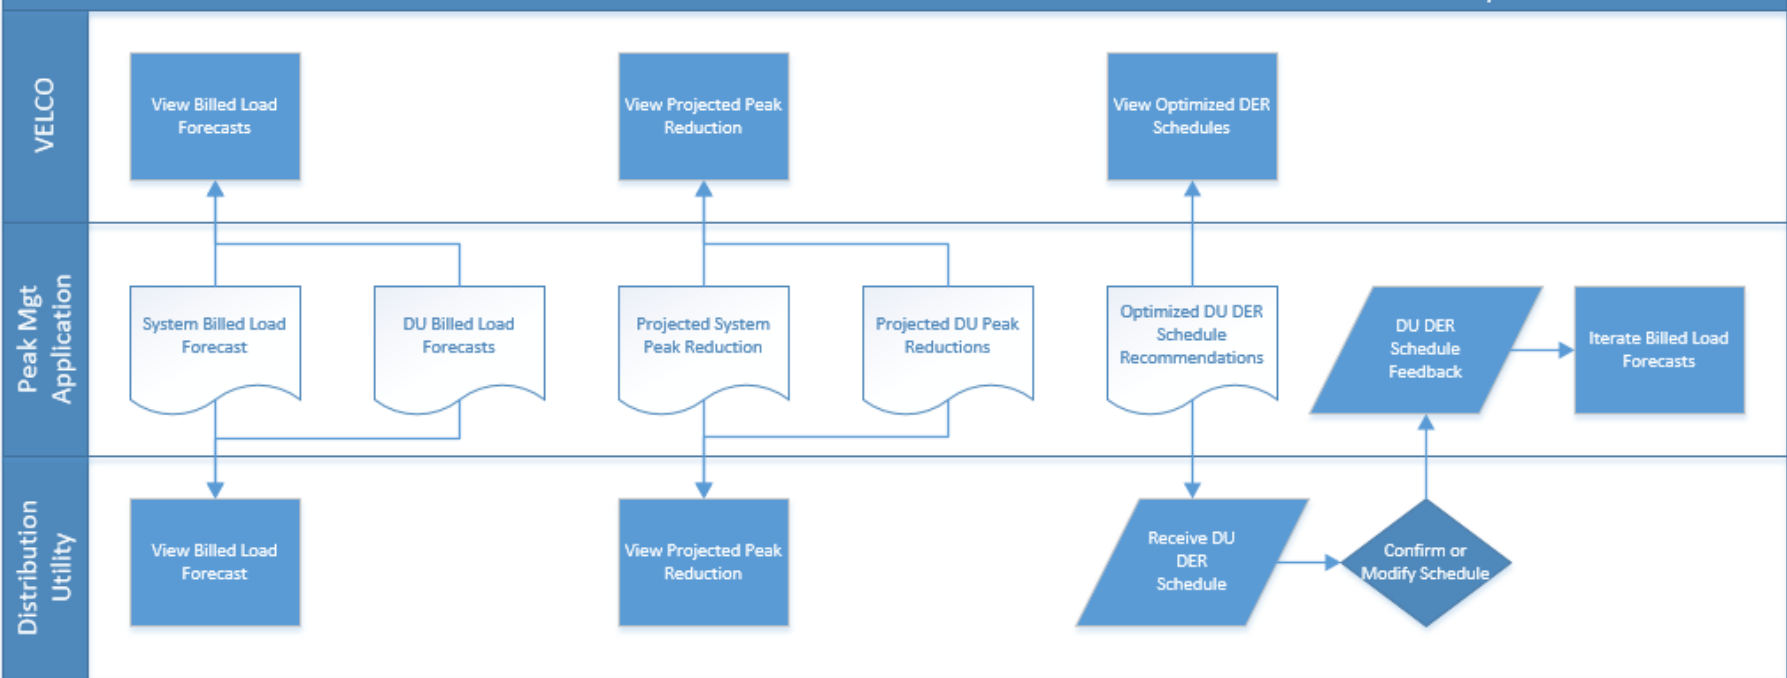 VELCO
View Billed Load
Forecasts
View Projected Peak
Reduction
View Optimized DER
Schedules
Peak Mgt
Application
System Billed Load
Forecast
DU Billed Load
Forecasts
Projected System
Peak Reduction
Projected DU Peak
Reductions
Optimized DU DER
Schedule
Recommendations
DU DER
Schedule
Feedback
Iterate Billed Load
Forecasts
Distribution
Utility
View Billed Load
Forecast
View Projected Peak
Reduction
Receive DU
DER
Schedule
Confirm or
Modify Schedule